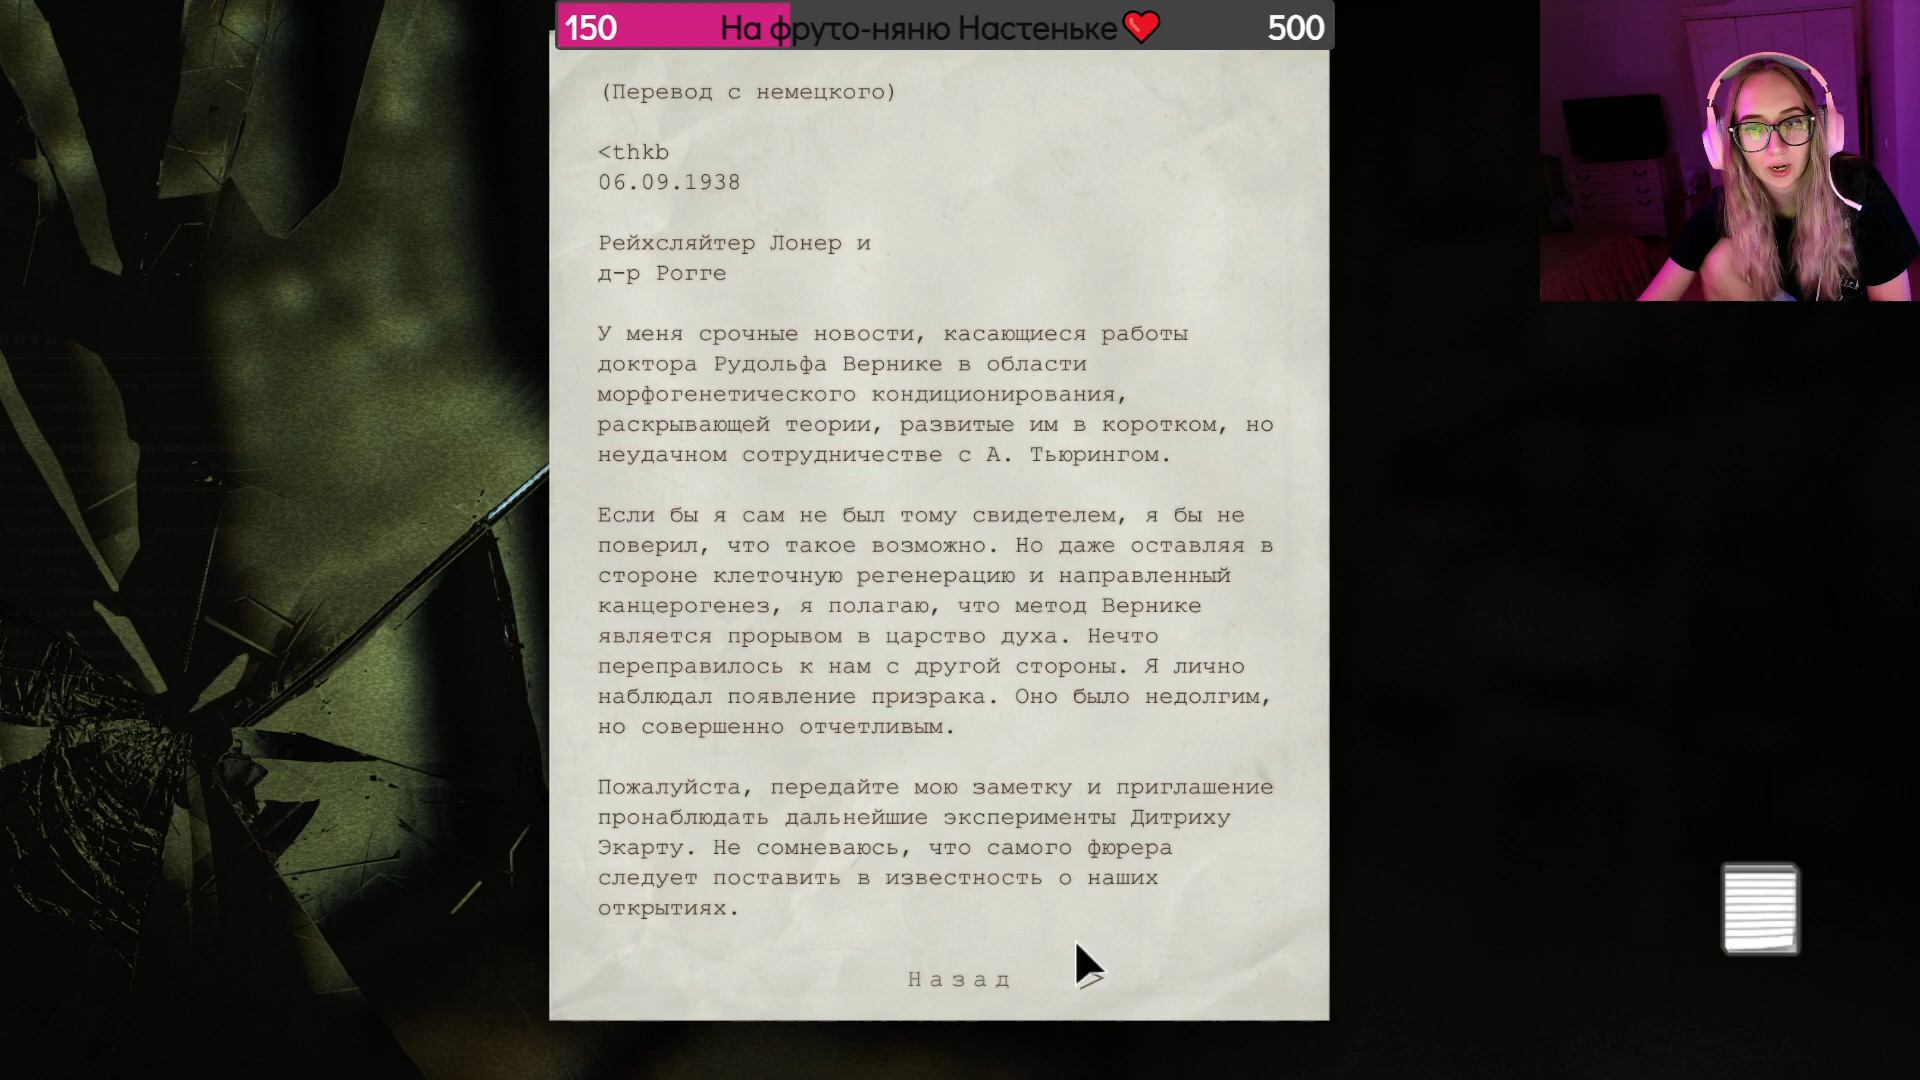 150 На фруто-няню Настеньке❤️ 500
(Перевод с немецкого)
<thkb
06.09.1938
Рейхсляйтер Лонер и
д-р Рогге
У меня срочные новости, касающиеся работы
доктора Рудольфа Вернике в области
морфогенетического кондиционирования,
раскрывающей теории, развитые им в коротком, но
неудачном сотрудничестве с А. Тьюрингом.
Если бы я сам не был тому свидетелем, я бы не
поверил, что такое возможно. Но даже оставляя в
стороне клеточную регенерацию и направленный
канцерогенез, я полагаю, что метод Вернике
является прорывом в царство духа. Нечто
переправилось к нам с другой стороны. Я лично
наблюдал появление призрака. Оно было недолгим,
но совершенно отчетливым.
Пожалуйста, передайте мою заметку и приглашение
пронаблюдать дальнейшие эксперименты Дитриху
Экарту. Не сомневаюсь, что самого фюрера
следует поставить в известность о наших
открытиях.
Назад >